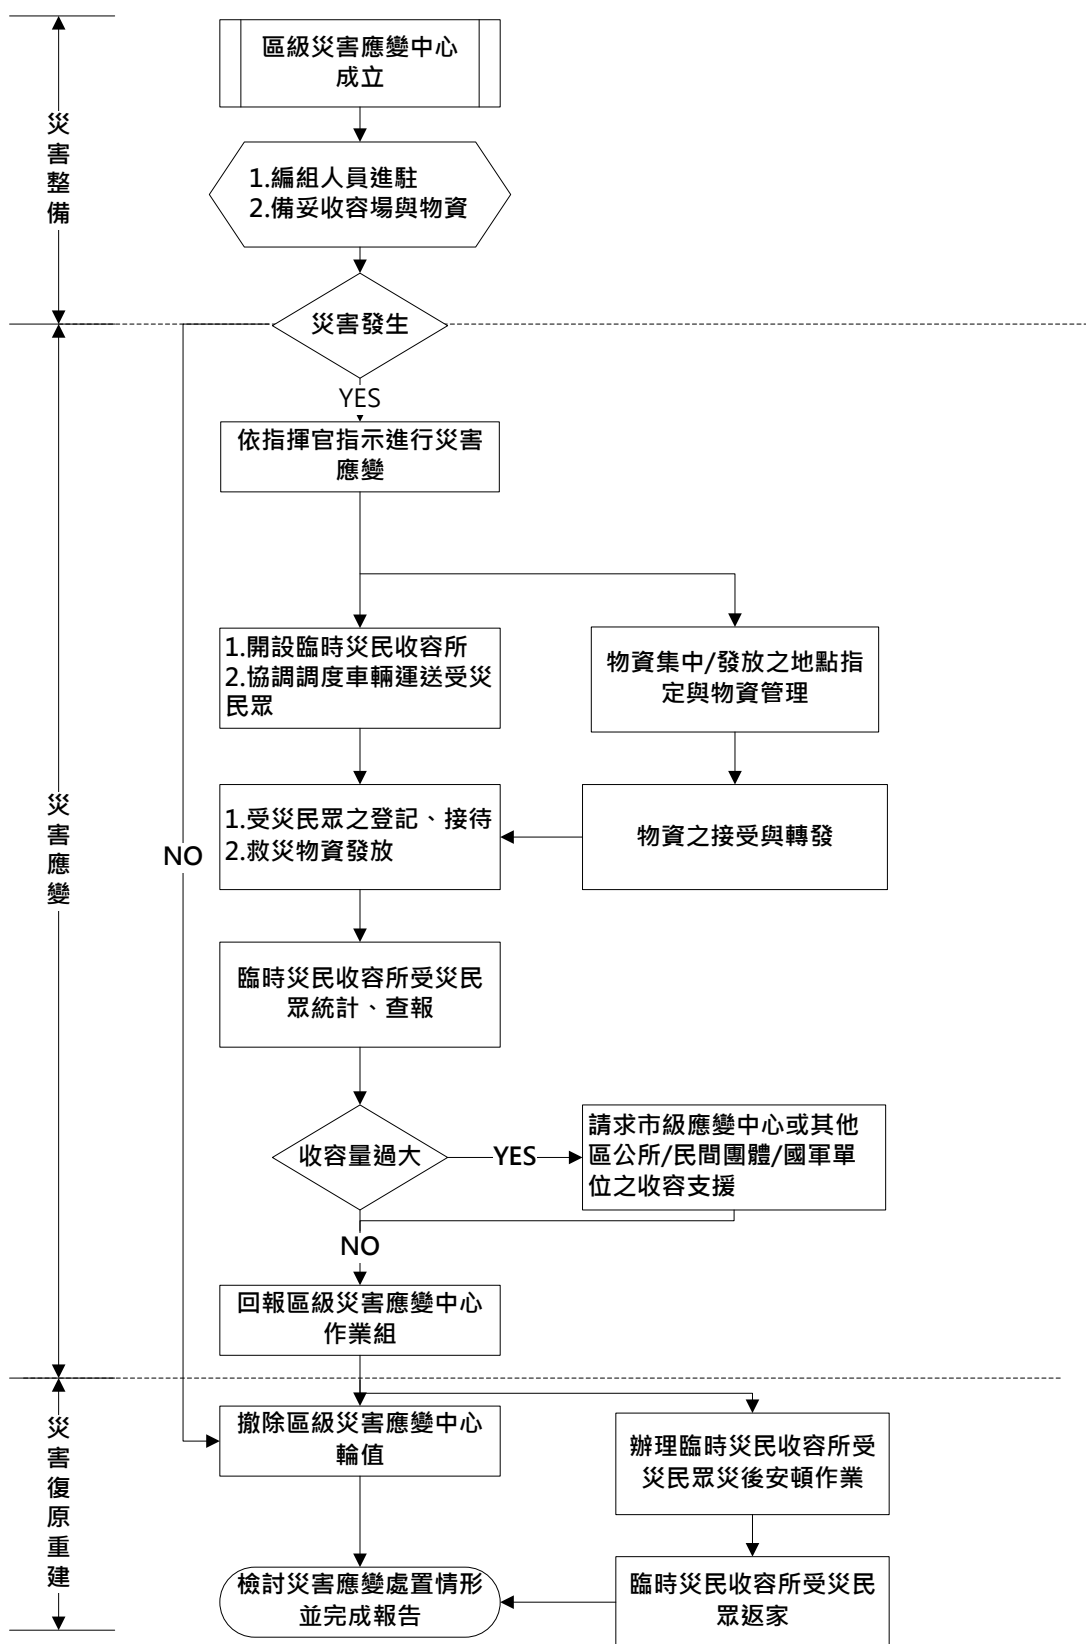 區級災害應變中心
成立
災害整備
1.編組人員進駐
2.備妥收容場與物資
災害發生
YES
依指揮官指示進行災害
應變
1.開設臨時災民收容所
2.協調調度車輛運送受災
民眾
物資集中/發放之地點指
定與物資管理
災害應變
NO
1.受災民眾之登記、接待
2.救災物資發放
物資之接受與轉發
臨時災民收容所受災民
眾統計、查報
收容量過大
YES
請求市級應變中心或其他
區公所/民間團體/國軍單
位之收容支援
NO
回報區級災害應變中心
作業組
災害復原重建
撤除區級災害應變中心
輪值
辦理臨時災民收容所受
災民眾災後安頓作業
檢討災害應變處置情形
並完成報告
臨時災民收容所受災民
眾返家